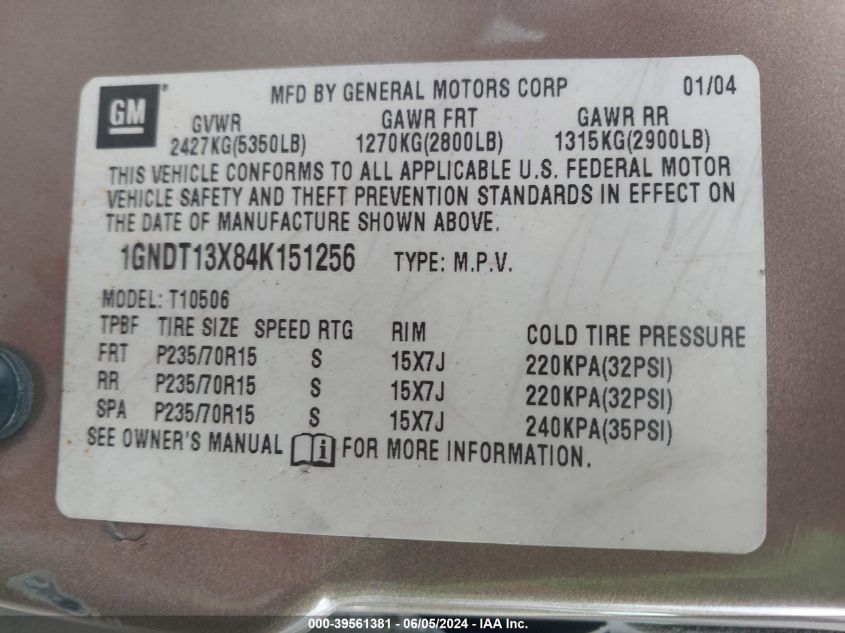 GM
MFD BY GENERAL MOTORS CORP 01/04
GVWR GAWR FRT GAWR RR
2427KG(5350LB) 1270KG(2800LB) 1315KG(2900LB)
THIS VEHICLE CONFORMS TO ALL APPLICABLE U.S. FEDERAL MOTOR
VEHICLE SAFETY AND THEFT PREVENTION STANDARDS IN EFFECT ON
THE DATE OF MANUFACTURE SHOWN ABOVE.
1GNDT13X84K151256 TYPE: M.P.V.
MODEL: T10506
TPBF TIRE SIZE SPEED RTG RIM COLD TIRE PRESSURE
FRT P235/70R15 S 15X7J 220KPA(32PSI)
RR P235/70R15 S 15X7J 220KPA(32PSI)
SPA P235/70R15 S 15X7J 240KPA(35PSI)
SEE OWNER'S MANUAL i FOR MORE INFORMATION.
000-39561381 - 06/05/2024 - IAA Inc.